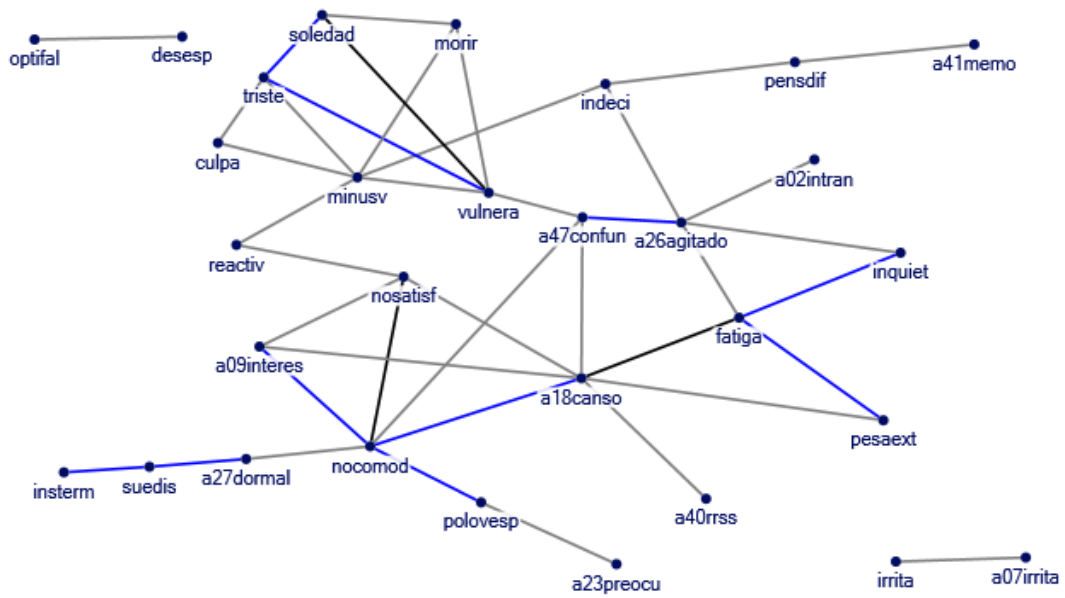 soledad
morir
optifal
desesp
a41memo
pensdif
triste
indeci
culpa
a02intran
minusv
vulnera
a47confun
a26agitado
reactiv
inquiet
nosatisf
fatiga
a09interes
a18canso
pesaext
nocomod
insterm
suedis
a27dormal
polovesp
a40rrss
a23preocu
irrita
a07irrita